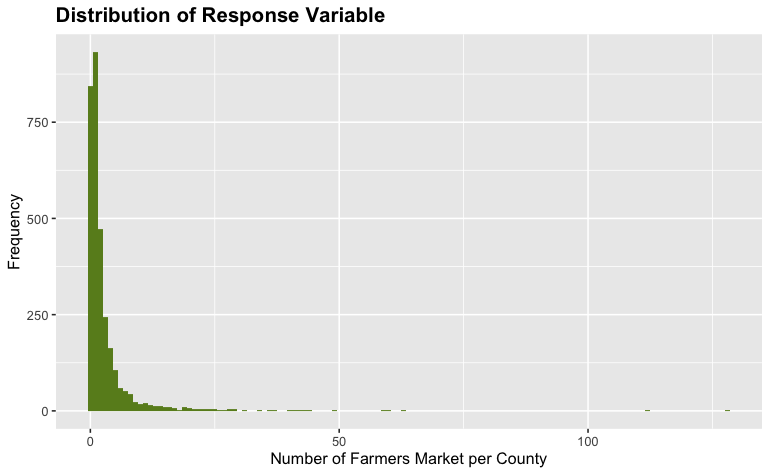 Distribution of Response Variable
750
500
250
0
0 50 100
Frequency
Number of Farmers Market per County